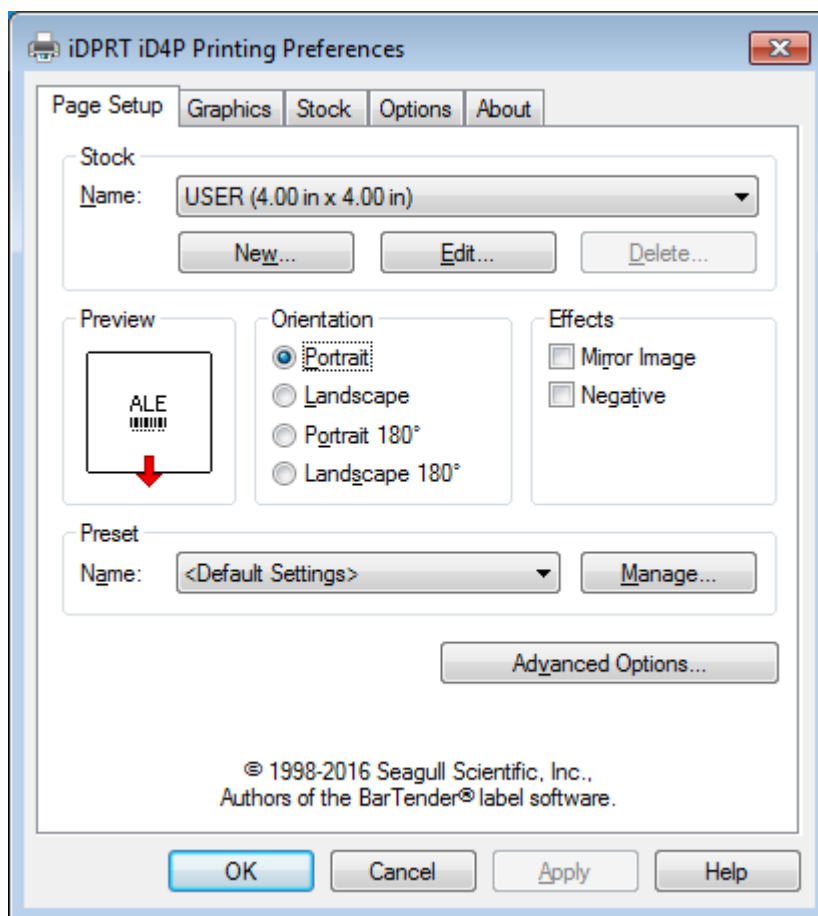 iDPRT iD4P Printing Preferences
Page Setup Graphics Stock Options About
Stock
Name: USER (4.00 in x 4.00 in)
New... Edit... Delete...
Preview Orientation Effects
ALE
Portrait
Landscape
Portrait 180°
Landscape 180°
Mirror Image
Negative
Preset
Name: <Default Settings> Manage...
Advanced Options...
© 1998-2016 Seagull Scientific, Inc.,
Authors of the BarTender® label software.
OK Cancel Apply Help